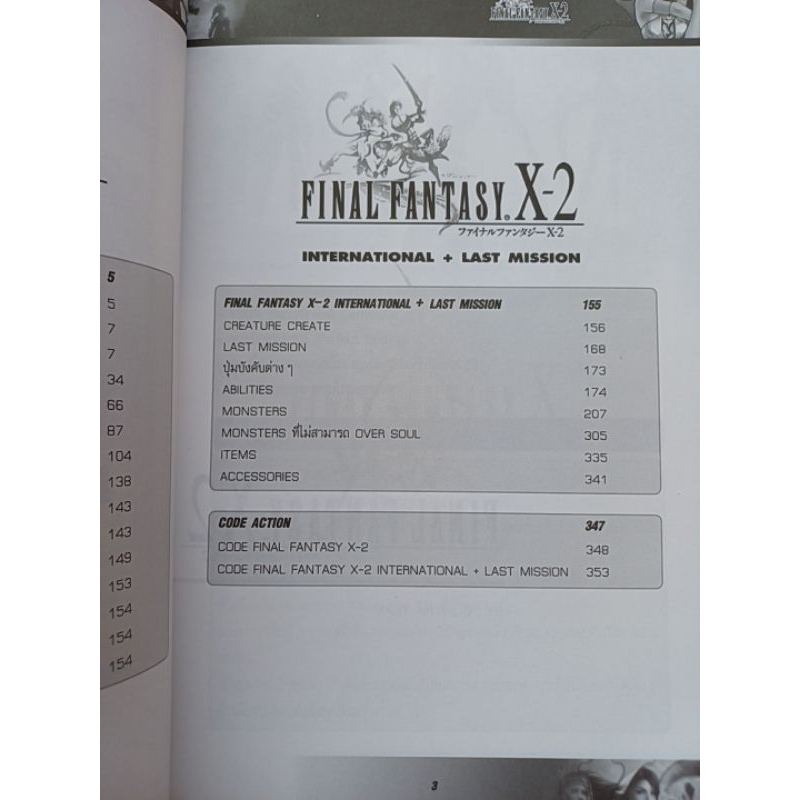 FINAL FANTASY X-2
5
5
7
7
34
66
87
104
138
143
143
149
153
154
154
154
FINAL FANTASY. X-2
ファイナルファンタジーX-2
INTERNATIONAL + LAST MISSION
FINAL FANTASY X-2 INTERNATIONAL + LAST MISSION 155
CREATURE CREATE 156
LAST MISSION 168
ปุ่มบังคับต่าง ๆ 173
ABILITIES 174
MONSTERS 207
MONSTERS ที่ไม่สามารถ OVER SOUL 305
ITEMS 335
ACCESSORIES 341
CODE ACTION 347
CODE FINAL FANTASY X-2 348
CODE FINAL FANTASY X-2 INTERNATIONAL + LAST MISSION 353
3